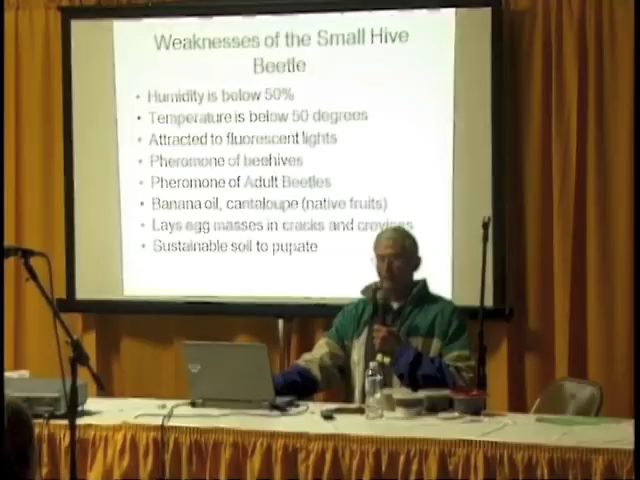 Weaknesses of the Small Hive
Beetle
• Humidity is below 50%
• Temperature is below 50 degrees
• Attracted to fluorescent lights
• Pheromone of beehives
• Pheromone of Adult Beetles
• Banana oil, cantaloupe (native fruits)
• Lays egg masses in cracks and crevices
• Sustainable soil to pupate